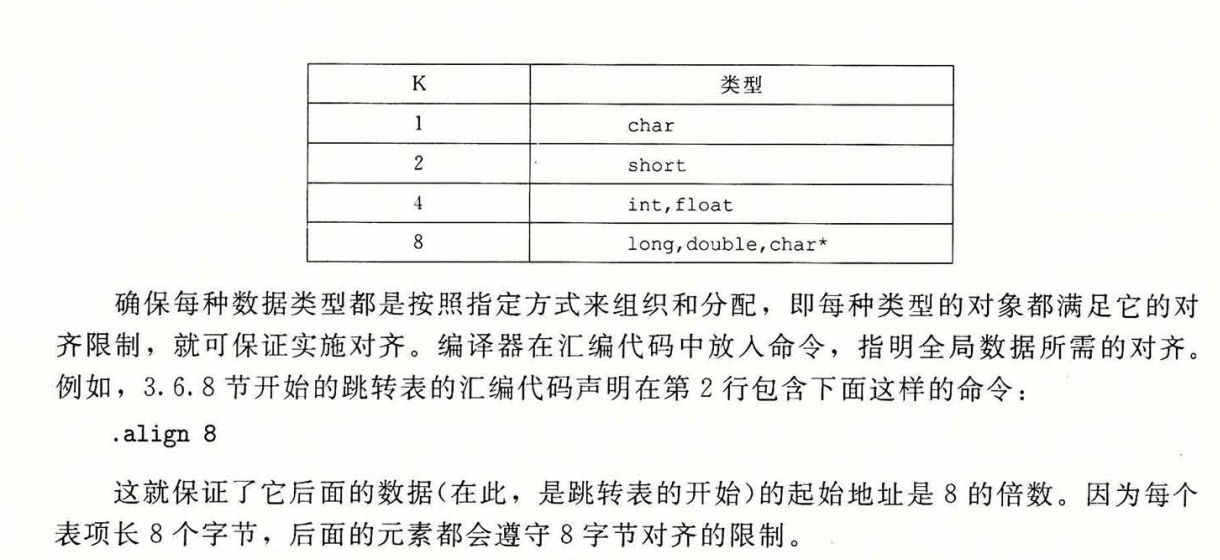 K 类型
1 char
2 short
4 int,float
8 long,double,char*
确保每种数据类型都是按照指定方式来组织和分配，即每种类型的对象都满足它的对
齐限制，就可保证实施对齐。编译器在汇编代码中放入命令，指明全局数据所需的对齐。
例如，3.6.8 节开始的跳转表的汇编代码声明在第 2 行包含下面这样的命令：
.align 8
这就保证了它后面的数据(在此，是跳转表的开始)的起始地址是 8 的倍数。因为每个
表项长 8 个字节，后面的元素都会遵守 8 字节对齐的限制。